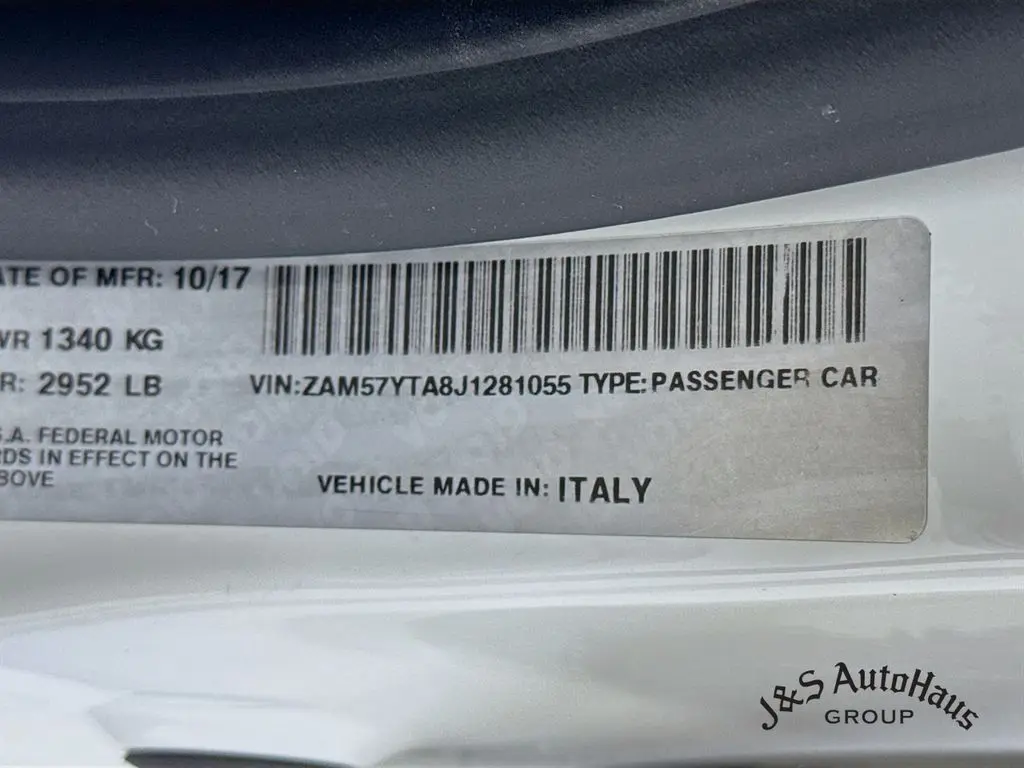 ATE OF MFR: 10/17
WR 1340 KG
R: 2952 LB
VIN:ZAM57YTA8J1281055 TYPE:PASSENGER CAR
S.A. FEDERAL MOTOR
RDS IN EFFECT ON THE
BOVE
VEHICLE MADE IN: ITALY
J&S AutoHaus
GROUP